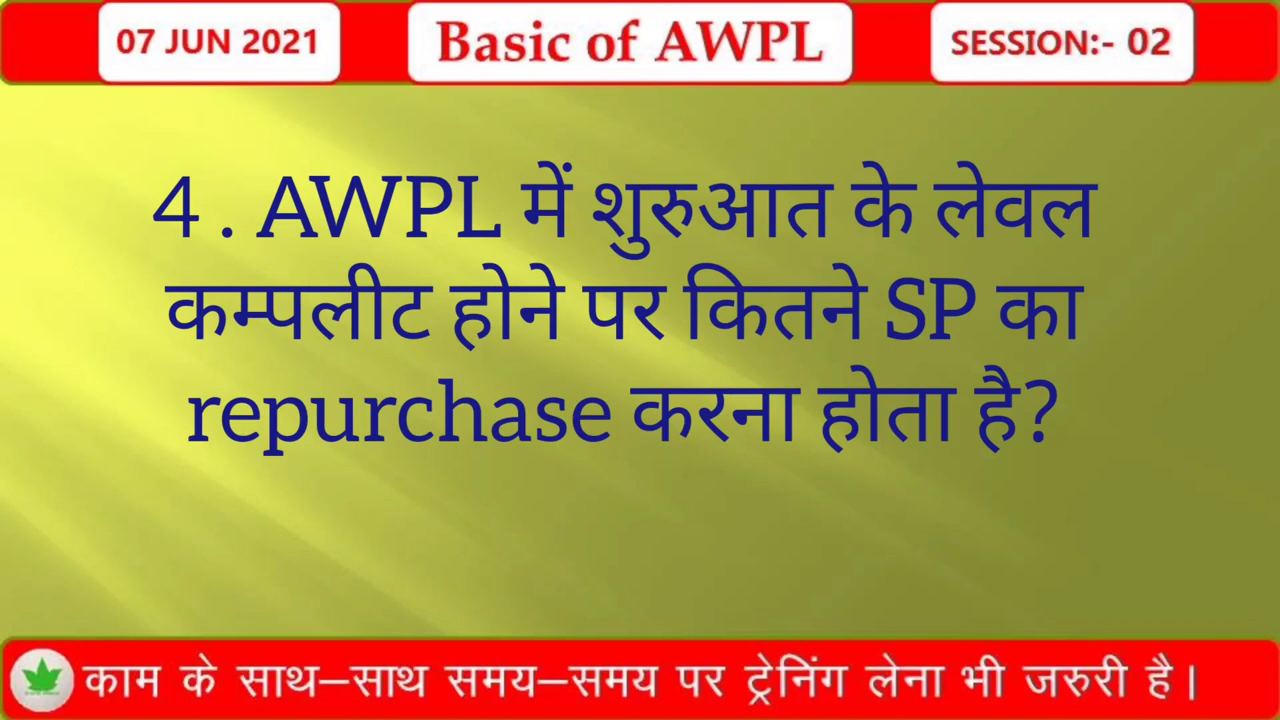 07 JUN 2021
Basic of AWPL
SESSION:- 02
4 . AWPL में शुरुआत के लेवल
कम्पलीट होने पर कितने SP का
repurchase करना होता है?
काम के साथ–साथ समय–समय पर ट्रेनिंग लेना भी जरुरी है।